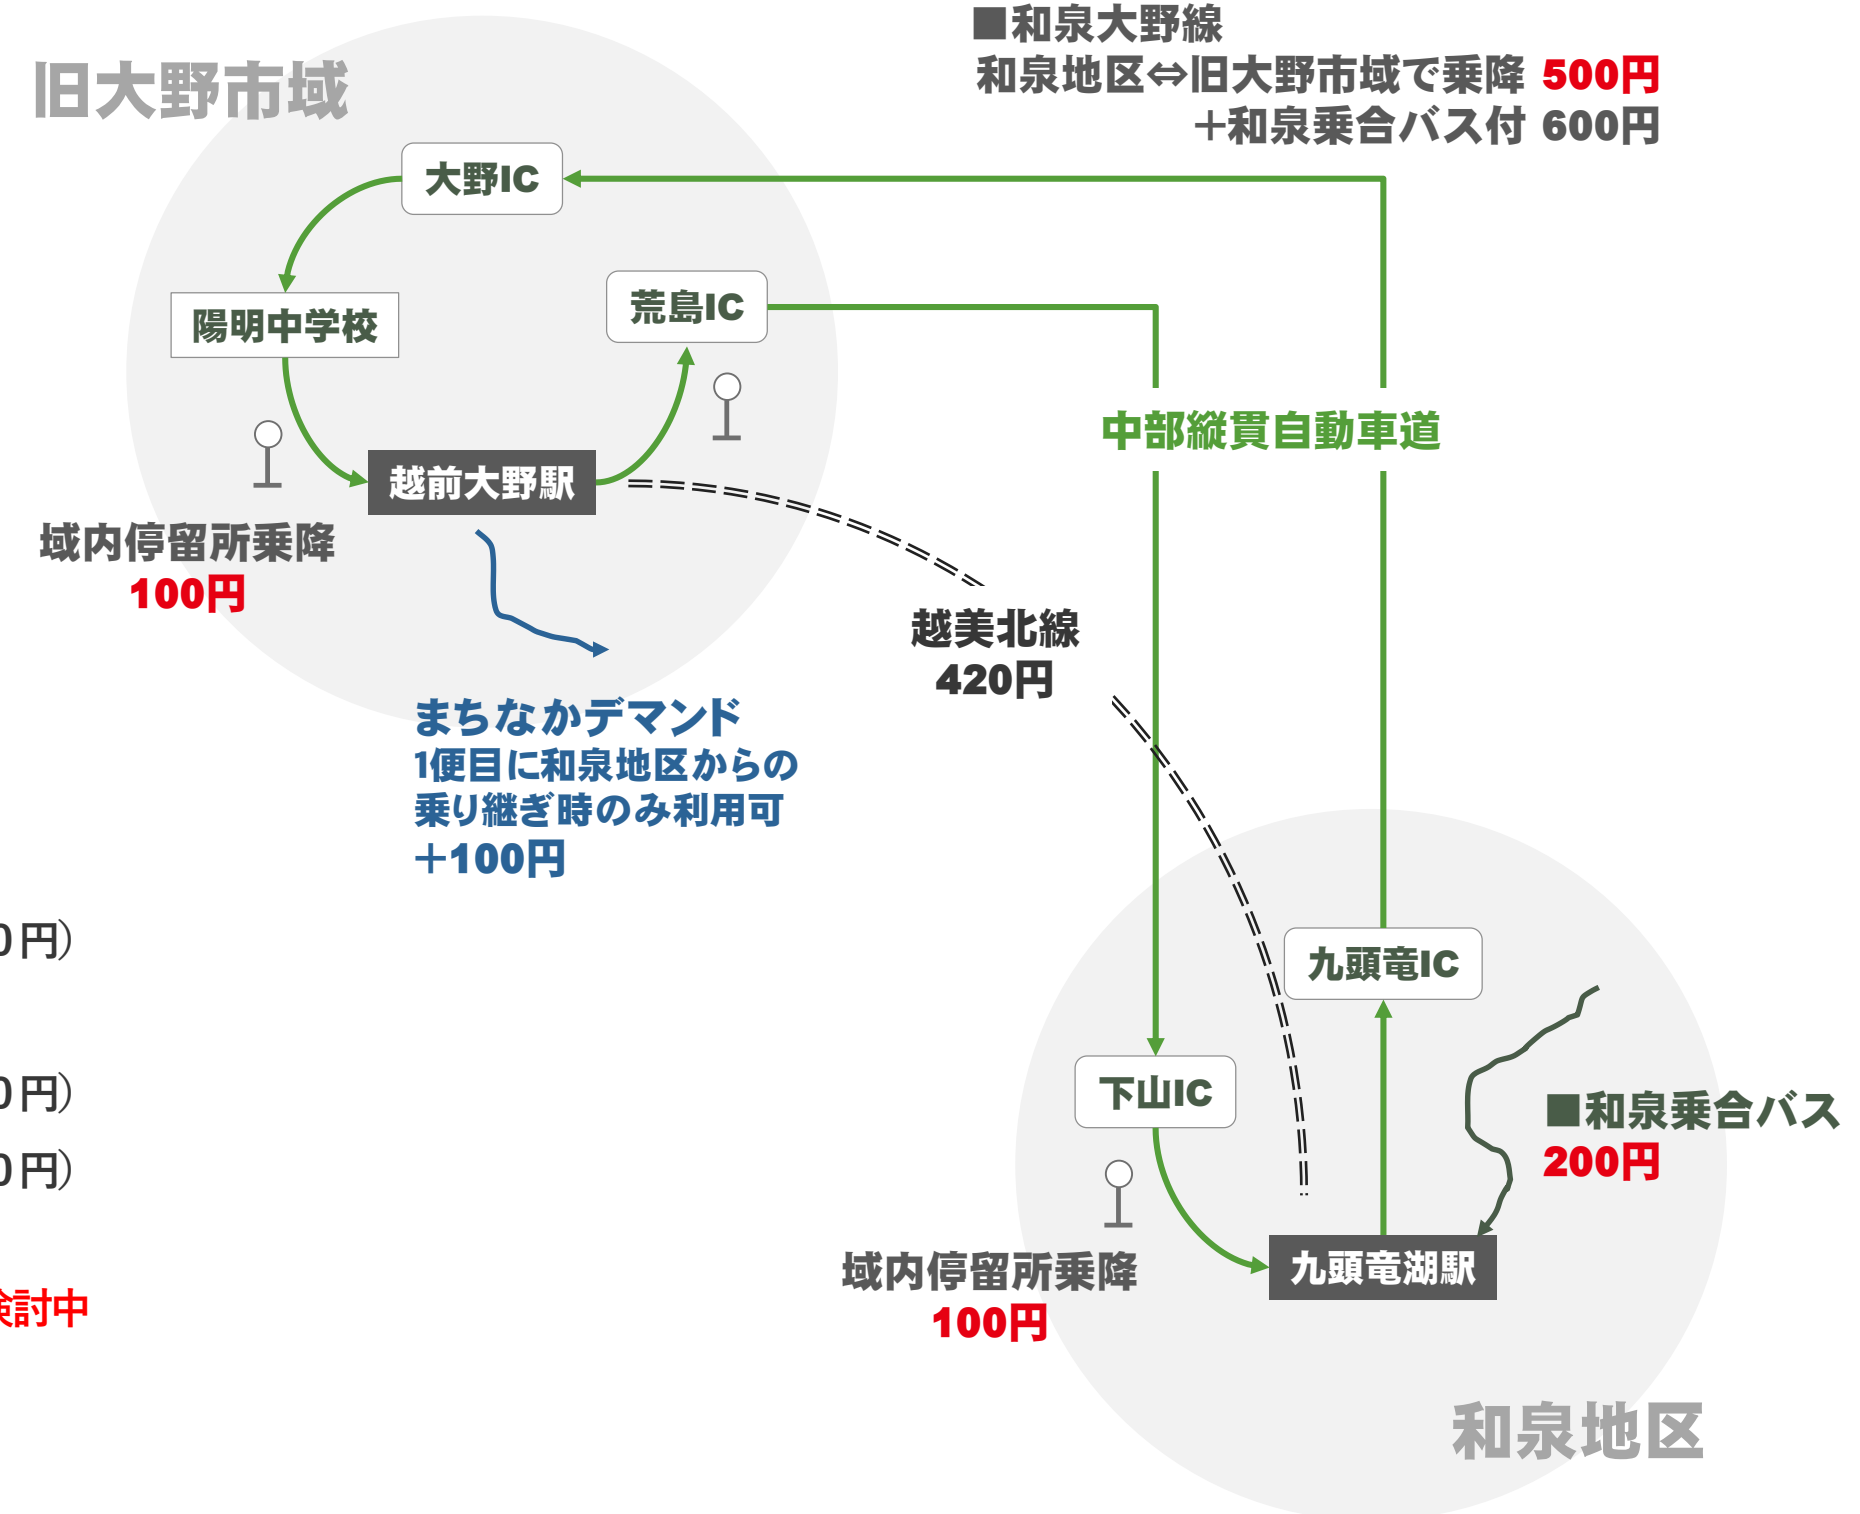 ■和泉大野線
和泉地区⇔旧大野市域で乗降 500円
＋和泉乗合バス付 600円
旧大野市域
大野IC
荒島IC
陽明中学校
中部縦貫自動車道
越前大野駅
域内停留所乗降
100円
越美北線
420円
まちなかデマンド
1便目に和泉地区からの
乗り継ぎ時のみ利用可
＋100円
0円）
九頭竜IC
0円）
下山IC
■和泉乗合バス
200円
0円）
域内停留所乗降
100円
九頭竜湖駅
検討中
和泉地区